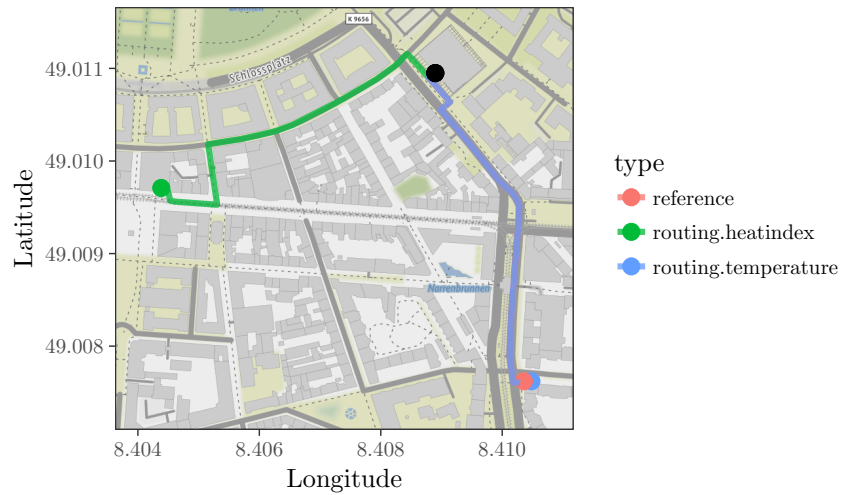 K 9656
Schlossplatz
49.011
49.010
49.009
49.008
Latitude
Narrenbrunnen
8.404
8.406
8.408
8.410
Longitude
type
reference
routing.heatindex
routing.temperature